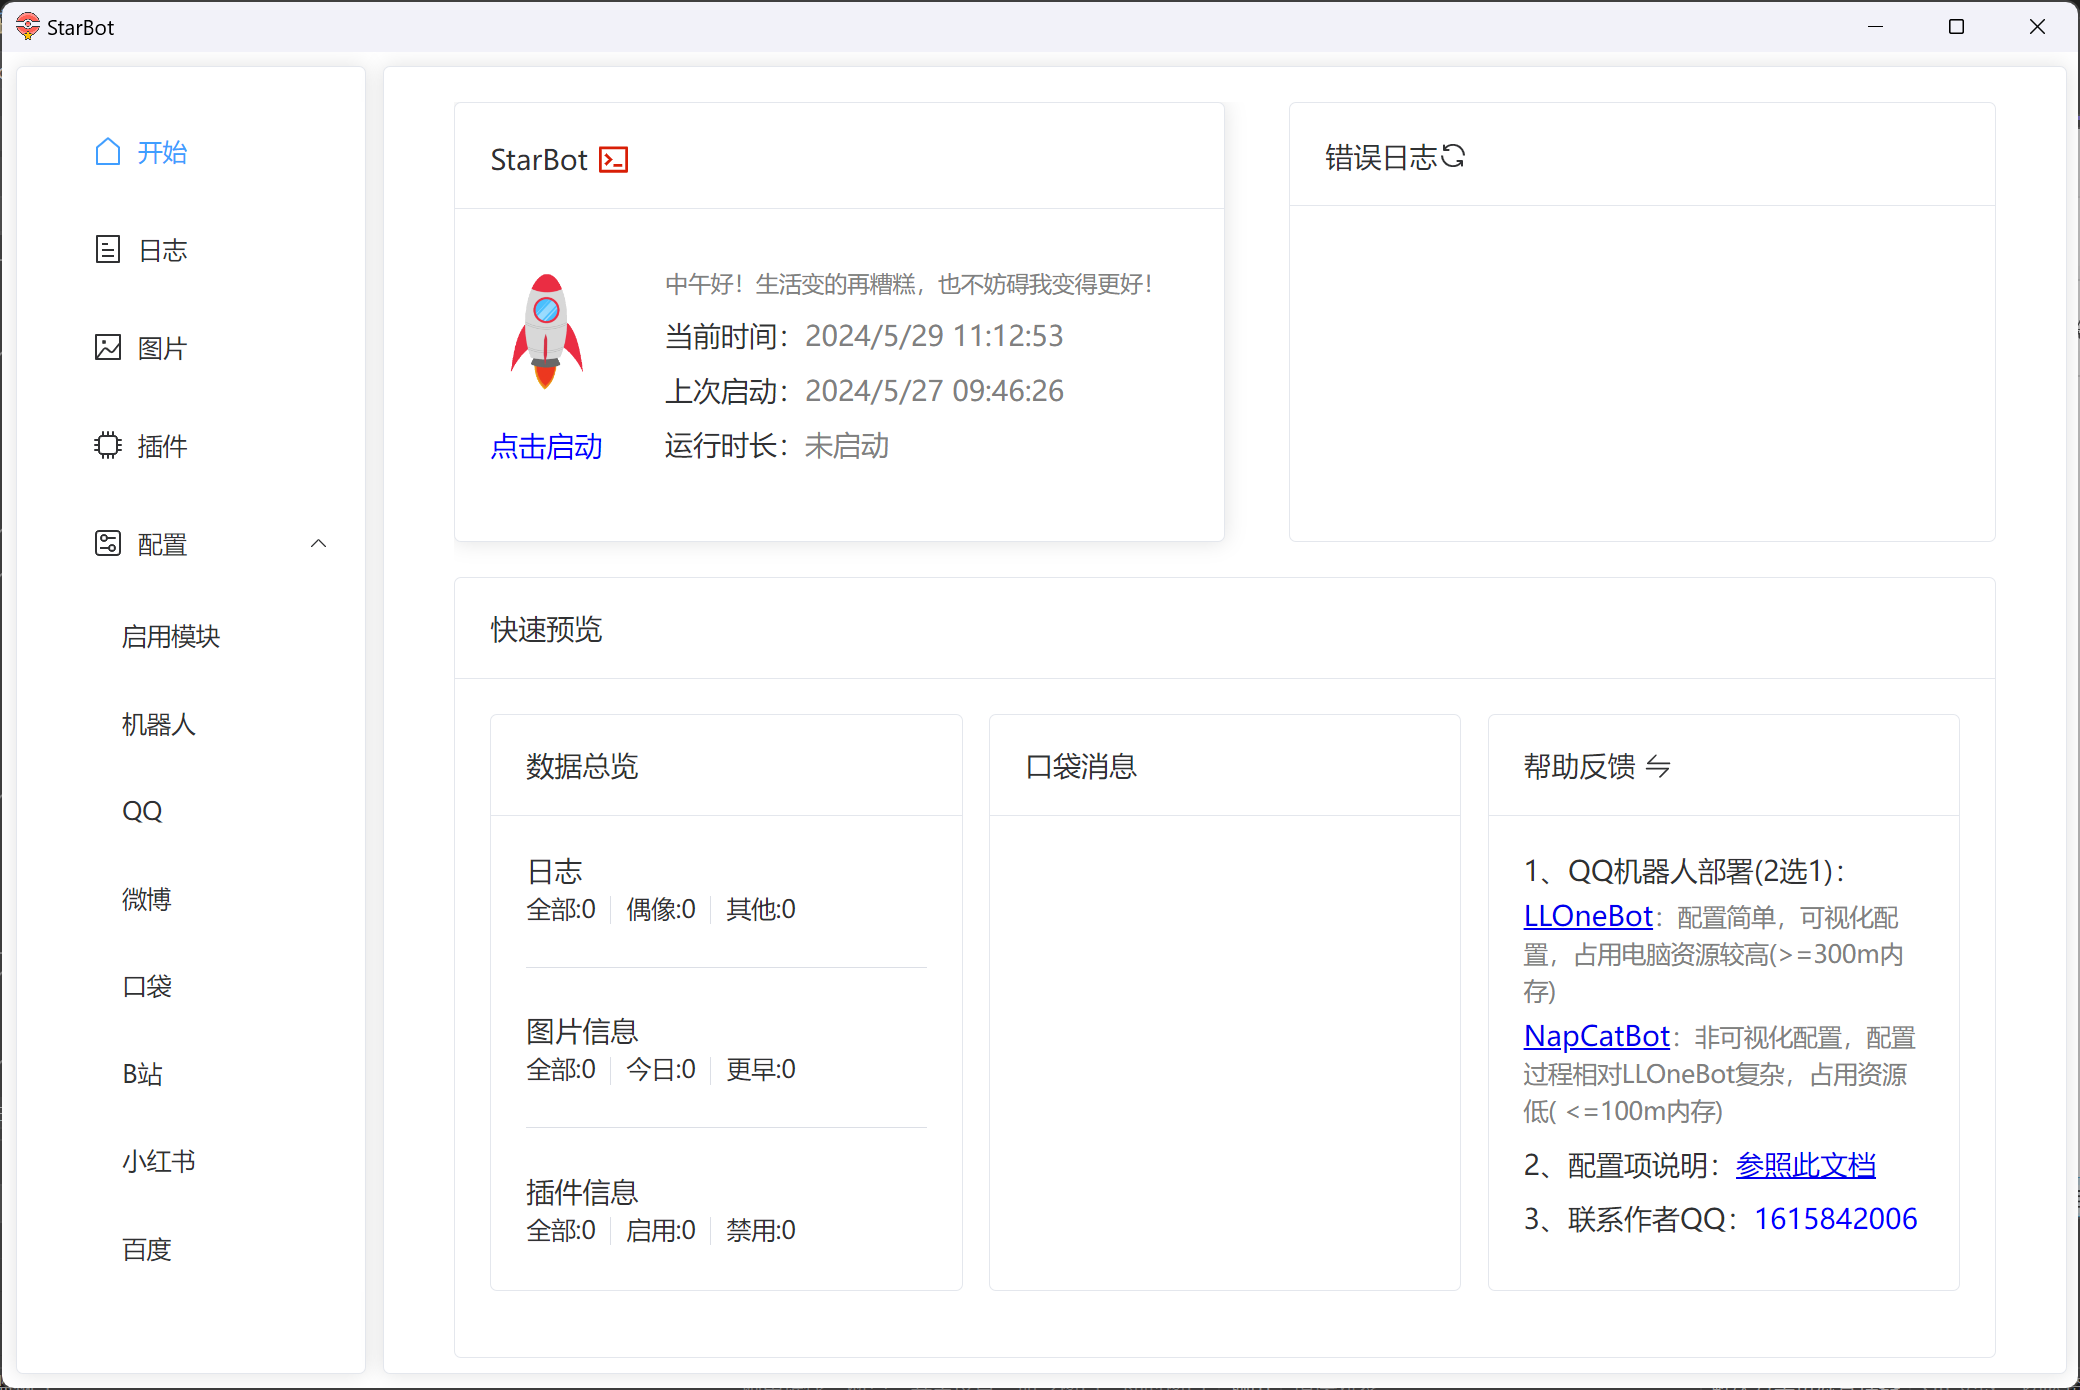 StarBot
开始
日志
图片
插件
配置
启用模块
机器人
QQ
微博
口袋
B站
小红书
百度
StarBot
中午好！生活变的再糟糕，也不妨碍我变得更好！
当前时间：2024/5/29 11:12:53
上次启动：2024/5/27 09:46:26
点击启动
运行时长：未启动
错误日志
快速预览
数据总览
日志
全部:0 偶像:0 其他:0
图片信息
全部:0 今日:0 更早:0
插件信息
全部:0 启用:0 禁用:0
口袋消息
帮助反馈
1、QQ机器人部署(2选1)：
LLOneBot：配置简单，可视化配
置，占用电脑资源较高(>=300m内
存)
NapCatBot：非可视化配置，配置
过程相对LLOneBot复杂，占用资源
低( <=100m内存)
2、配置项说明：参照此文档
3、联系作者QQ：1615842006